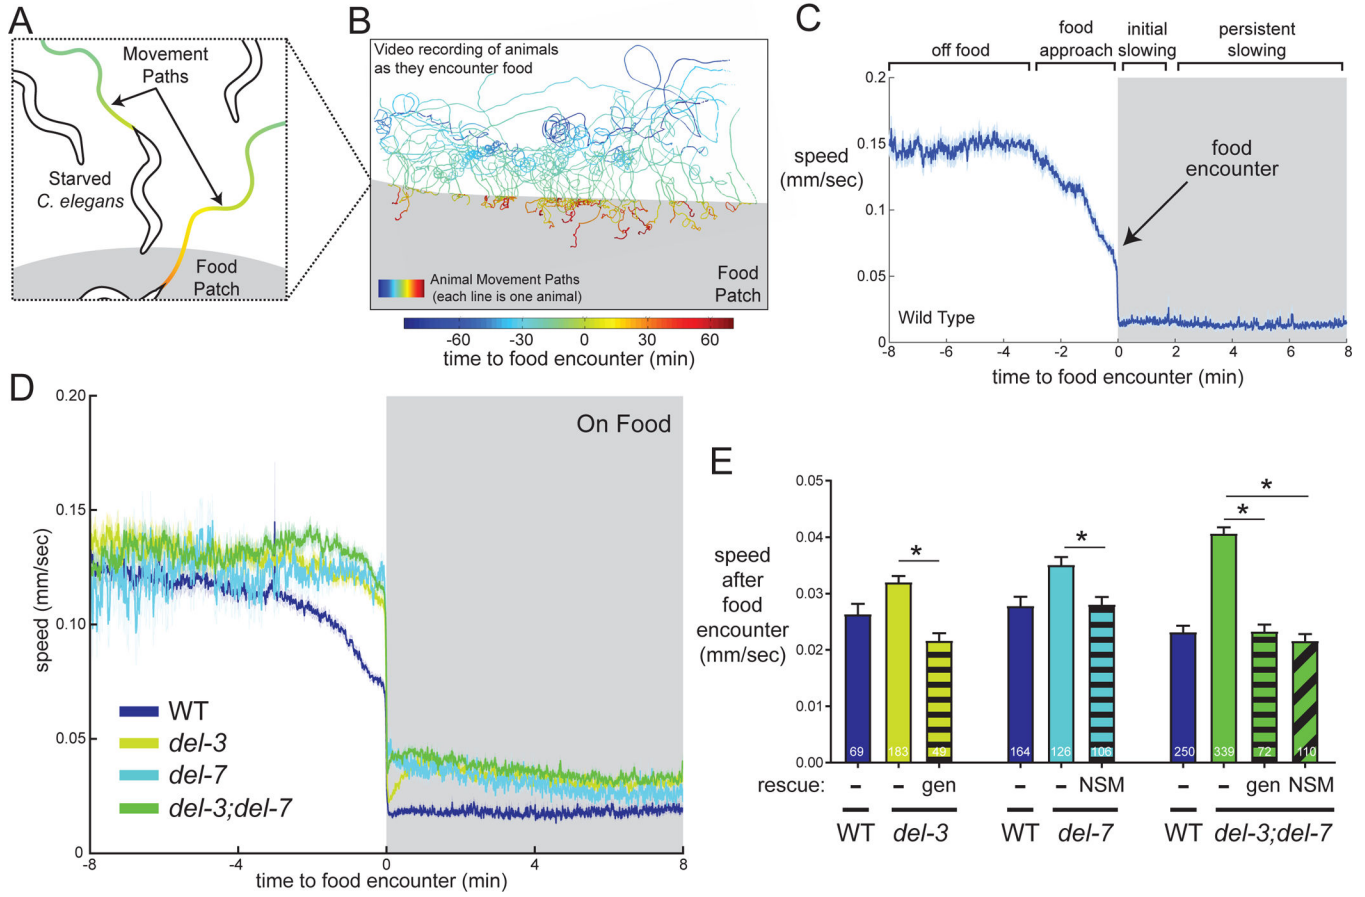 A
Movement
Paths
Starved
C. elegans
Food
Patch
B
Video recording of animals
as they encounter food
Animal Movement Paths
(each line is one animal)
Food
Patch
-60 -30 0 30 60
time to food encounter (min)
C
off food
food
approach
initial
slowing
persistent
slowing
0.2
0.15
0.1
0.05
0
speed
(mm/sec)
food
encounter
Wild Type
-8 -6 -4 -2 0 2 4 6 8
time to food encounter (min)
D
0.20
0.15
0.10
0.05
0
speed (mm/sec)
On Food
WT
del-3
del-7
del-3;del-7
-8 -4 0 4 8
time to food encounter (min)
E
0.05
0.04
0.03
0.02
0.01
0.00
speed
after
food
encounter
(mm/sec)
* * * *
69 183 49 164 126 106 250 339 72 110
rescue: - - gen - - NSM - - gen NSM
WT del-3 WT del-7 WT del-3;del-7